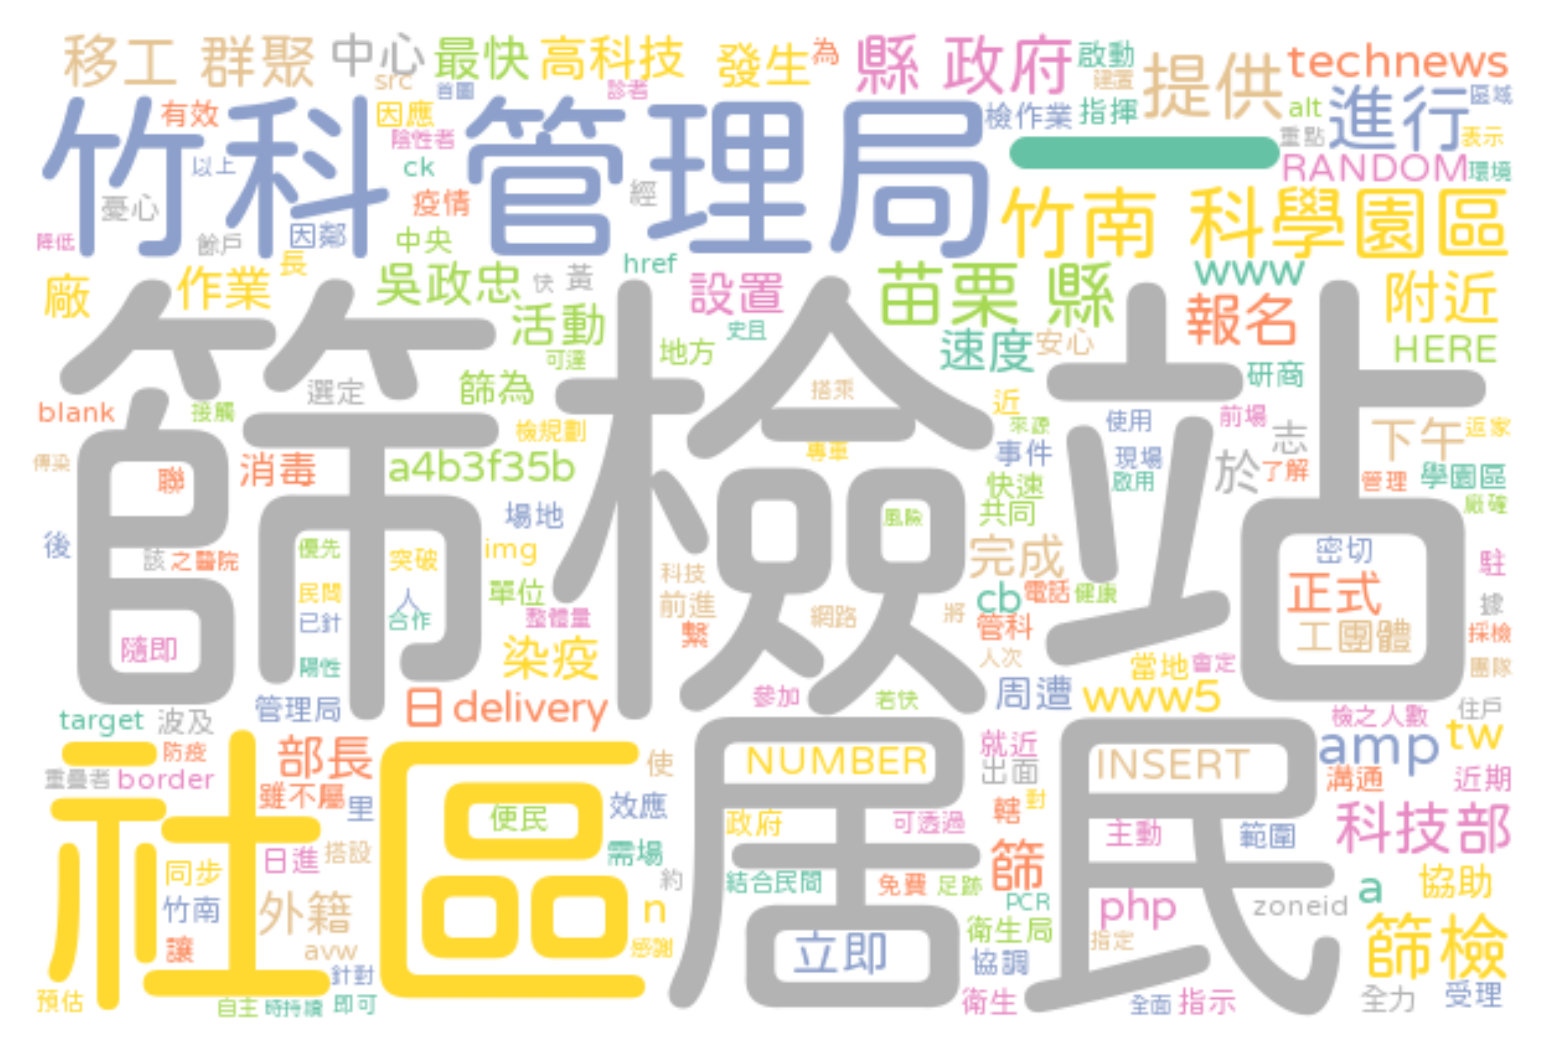 移工 群聚 中心 最快 高科技 發生 為 縣 政府 啟動 提供 technews
src 首圖 診者 建置 區域
有效 因應 檢作業 指揮 alt 進行
竹科 管理局 一
陰性者 重點 表示
以上 ck RANDOM 環境
憂心 疫情 經 竹南 科學園區
降低 餘戶 因鄰 中央
長 href www
廠 作業 吳政忠 快 黃 設置 苗栗 縣 附近
活動 史且 速度 安心 報名
可達 地方 HERE
選定 篩為 搭乘 研商
篩檢站
blank 接觸 近 使用 前場
檢規劃 來源 志 下午 返家
傳染 專車 事件 現場
聯 消毒 a4b3f35b 快速 啟用 於 了解 管理 學園區
場地 風險 共同 廠確
後 該 之醫院 優先 突破 img 完成 密切 駐
科技
民間 人 單位 前進 網路 將 cb 電話 健康 正式 據
已針 合作 整體量 繫 管科 工團體 採檢
隨即 陽性 染疫 人次 當地 會定 團隊
管理局 日 delivery 參加 若快 周遭 www5
target 波及 檢之人數 住戶
社區 居民
防疫 部長 就近 amp tw
重疊者 border 使 NUMBER 出面 INSERT 溝通 近期
雖不屬 里 便民 效應 轄 對
政府 可透過 主動 範圍 科技部
日進 搭設 需場 篩
同步 約 結合民間 免費 足跡 a 協助
竹南 外籍 n PCR php zoneid
讓 avw 感謝 立即 衛生局 指定 篩檢
針對 協調
預估 自主 時持續 即可 衛生 全面 指示 全力 受理